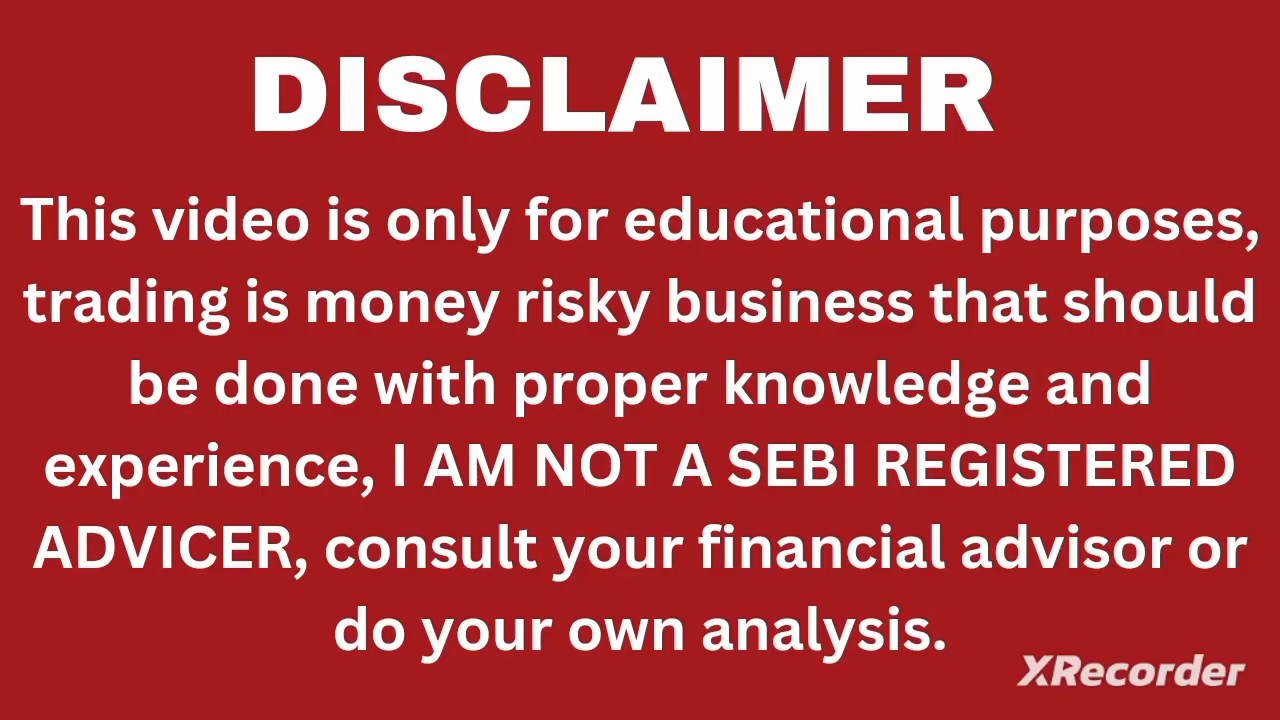 DISCLAIMER
This video is only for educational purposes,
trading is money risky business that should
be done with proper knowledge and
experience, I AM NOT A SEBI REGISTERED
ADVICER, consult your financial advisor or
do your own analysis.
XRecorder